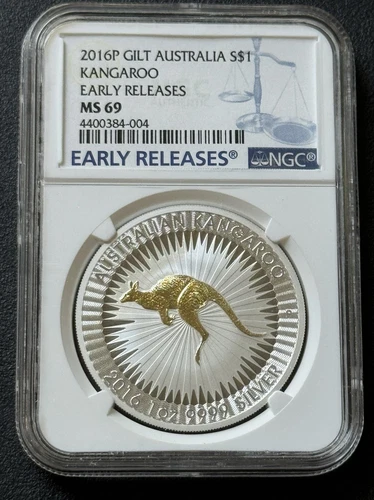 2016P GILT AUSTRALIA S$1
KANGAROO
EARLY RELEASES
MS 69
4400384-004
EARLY RELEASES® NGC®
AUSTRALIAN KANGAROO
P
2016 1oz 9999 SILVER